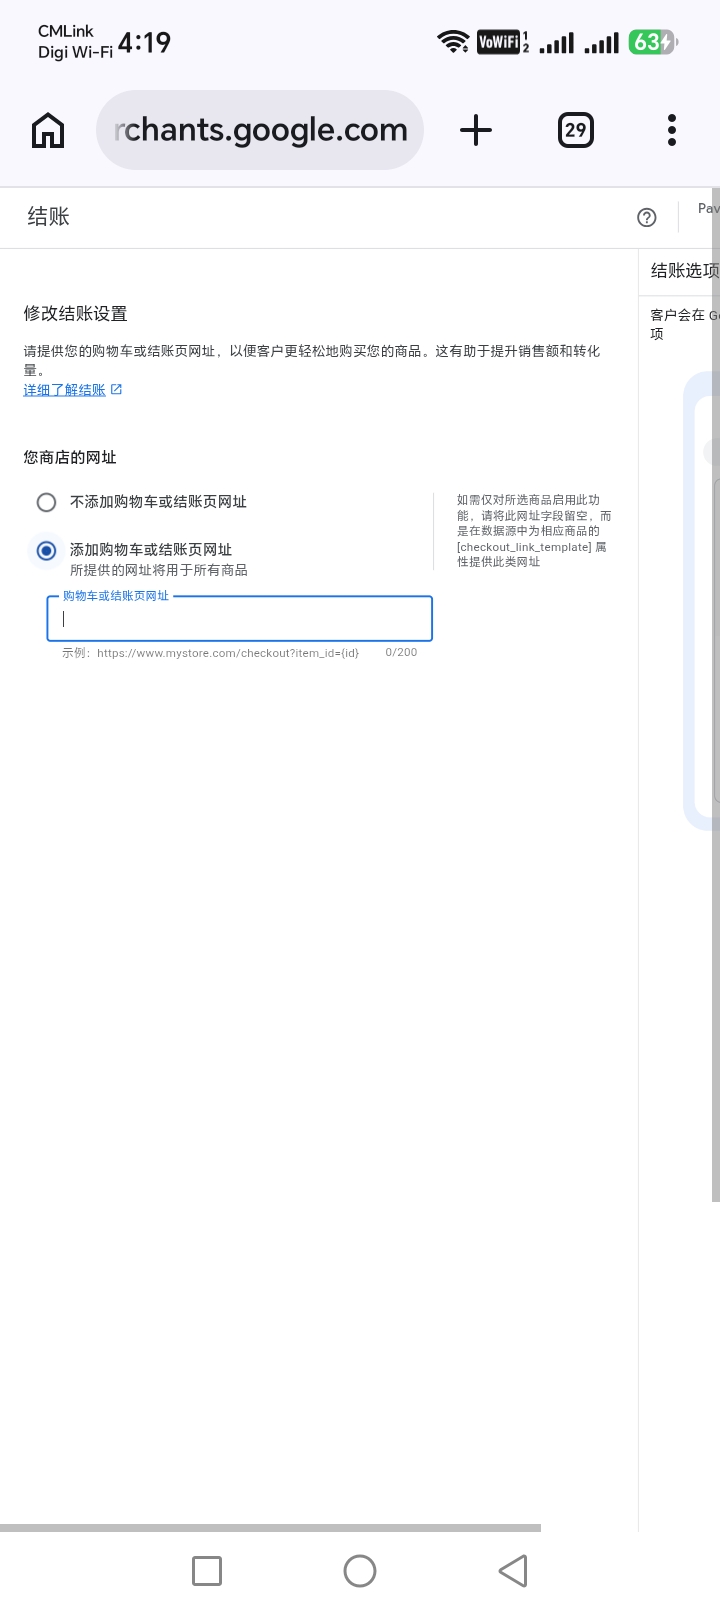 CMLink
Digi Wi-Fi 4:19
VoWiFi 1 2
63
rchants.google.com
29
结账
结账选项
修改结账设置
客户会在
项
请提供您的购物车或结账页网址，以便客户更轻松地购买您的商品。这有助于提升销售额和转化
量。
详细了解结账
您商店的网址
不添加购物车或结账页网址
添加购物车或结账页网址
所提供的网址将用于所有商品
如需仅对所选商品启用此功
能，请将此网址字段留空，而
是在数据源中为相应商品的
[checkout_link_template] 属
性提供此类网址
购物车或结账页网址
示例：https://www.mystore.com/checkout?item_id={id}
0/200